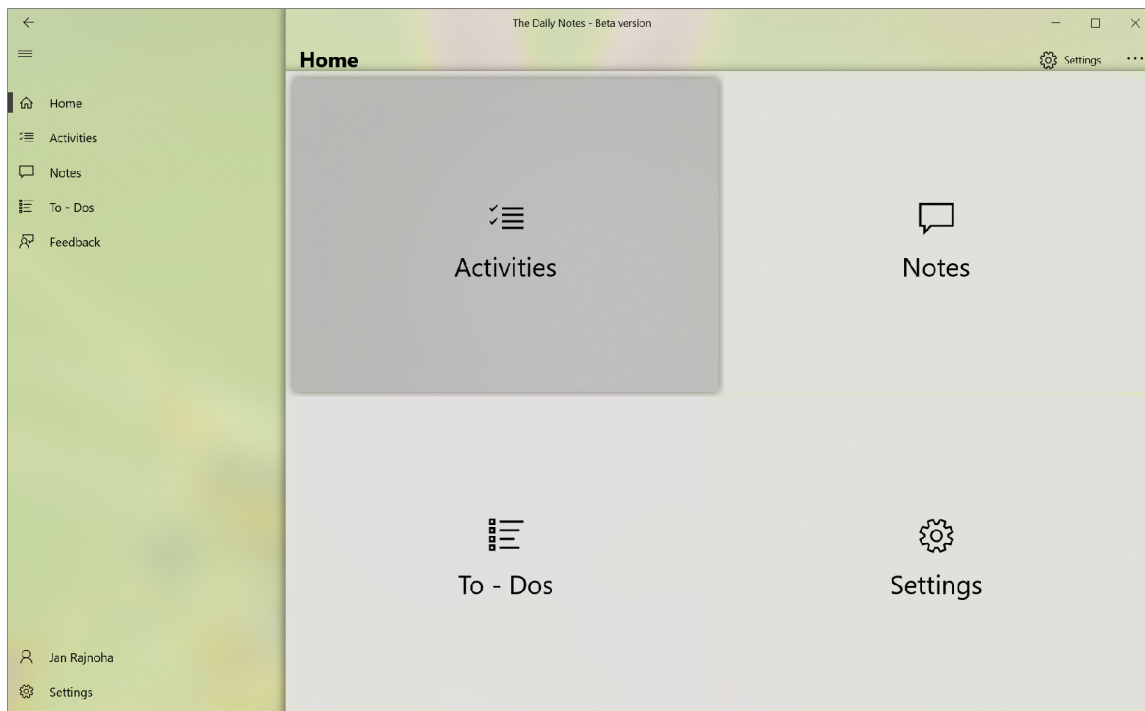 The Daily Notes - Beta version
Home
Settings
Home
Activities
Notes
To - Dos
Feedback
Activities
Notes
To - Dos
Settings
Jan Rajnoha
Settings